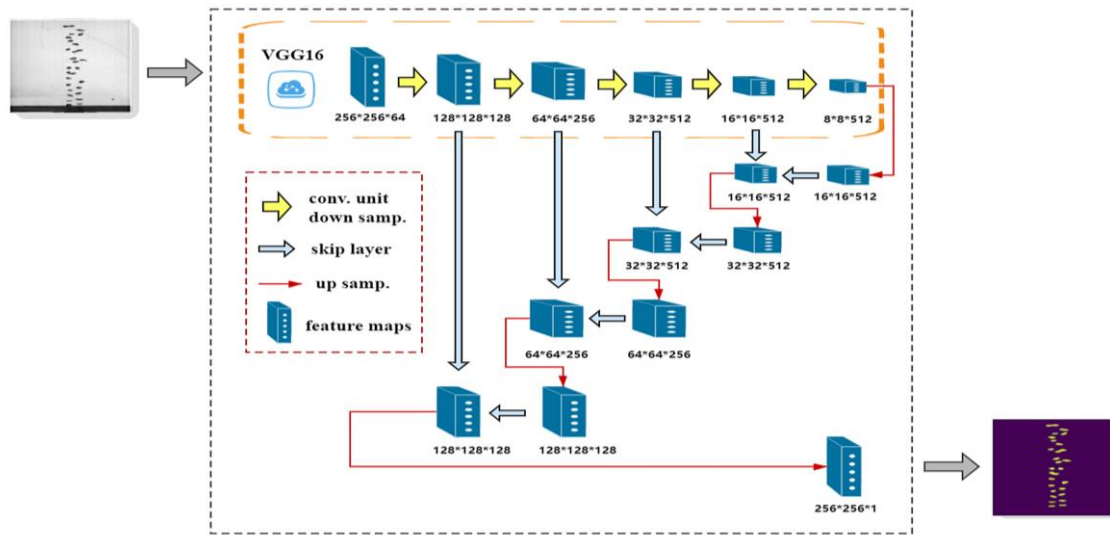 VGG16
256*256*64
128*128*128
64*64*256
32*32*512
16*16*512
8*8*512
16*16*512
16*16*512
conv. unit
down samp.
skip layer
up samp.
feature maps
32*32*512
32*32*512
64*64*256
64*64*256
128*128*128
128*128*128
256*256*1